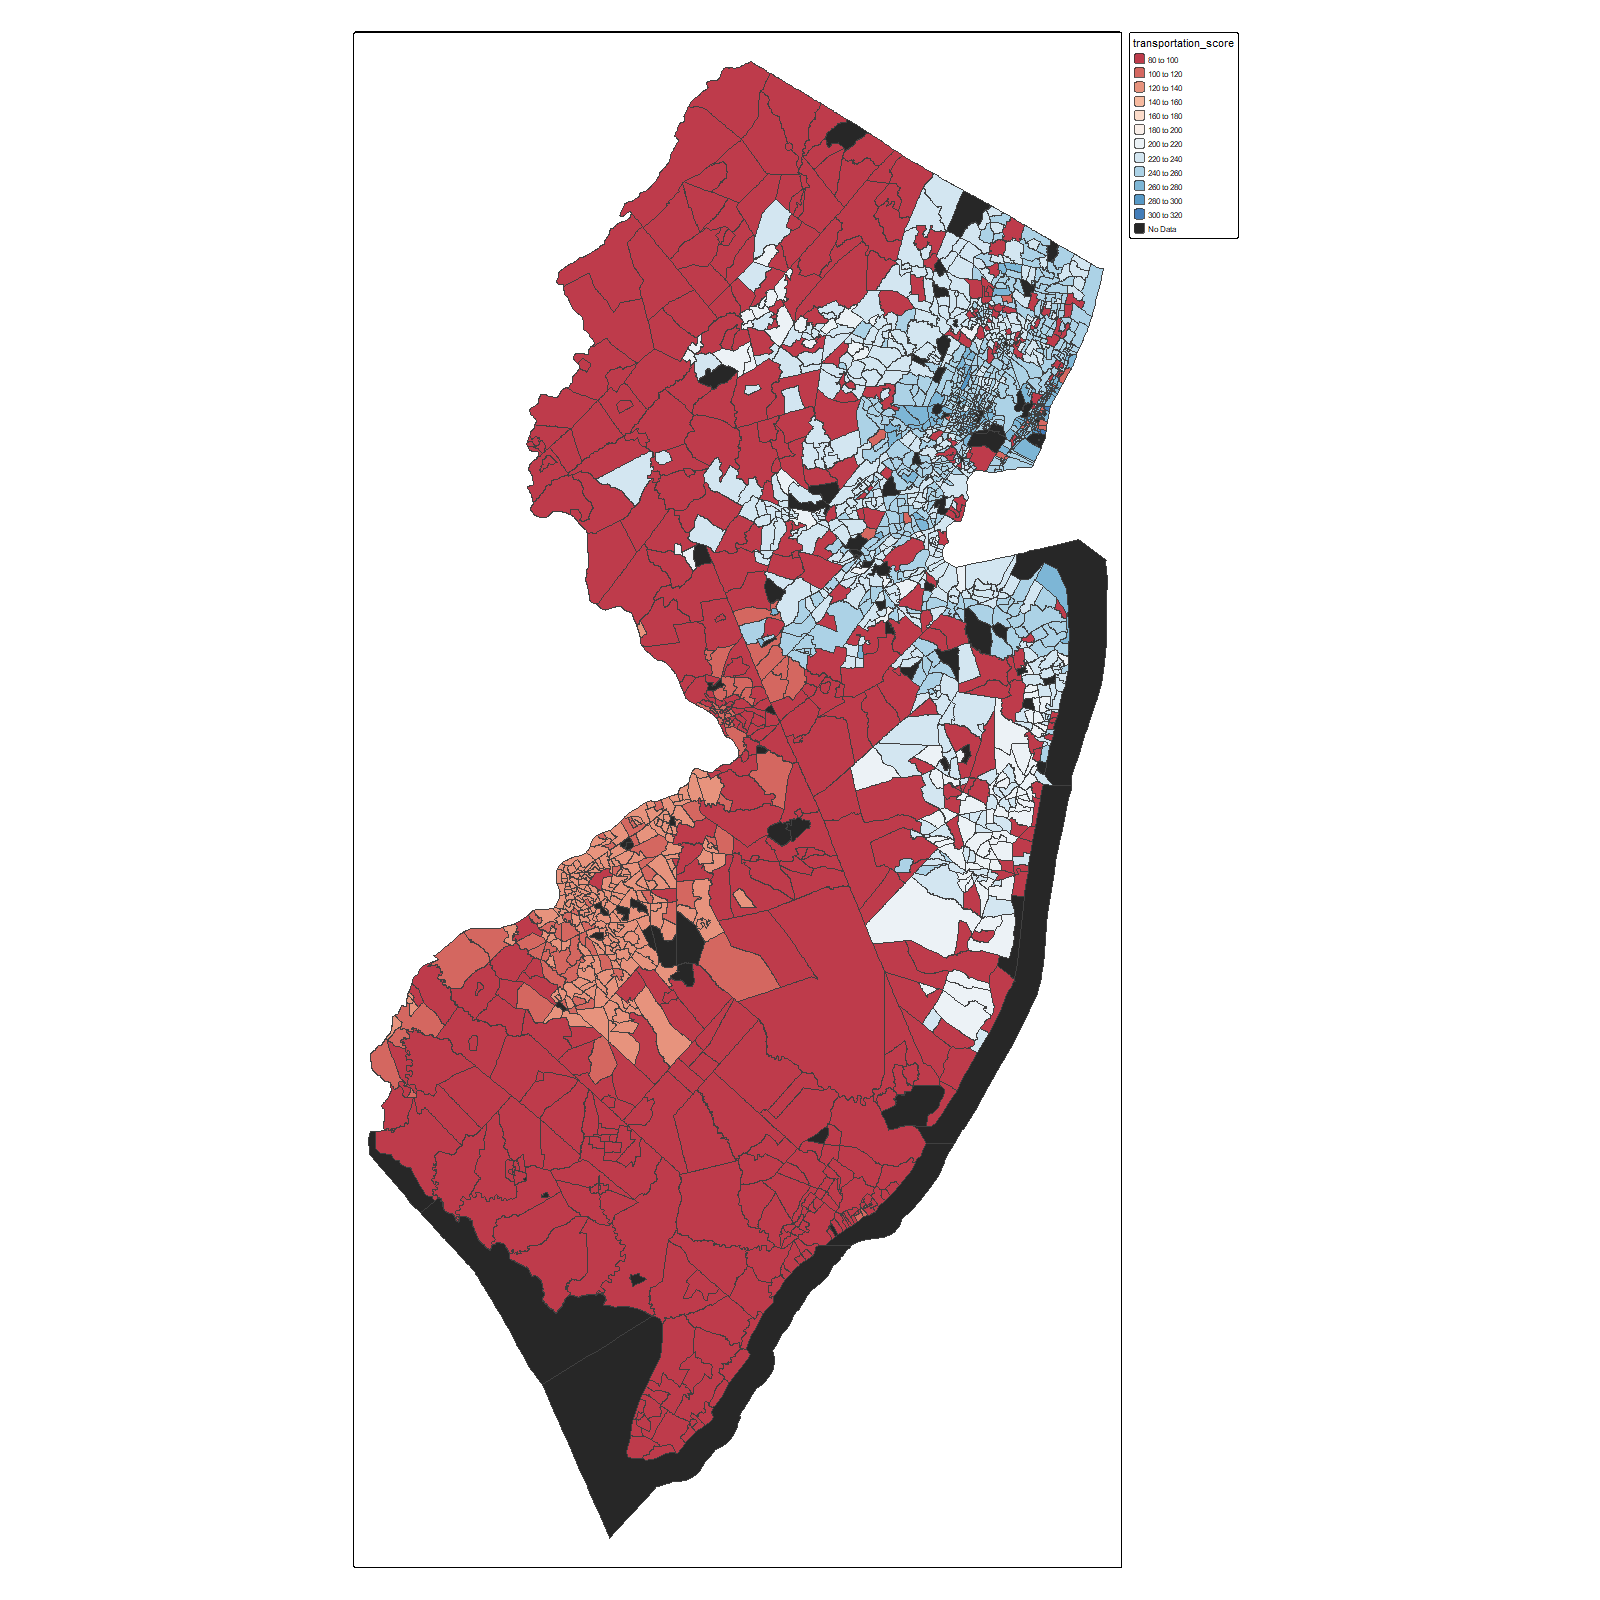 transportation_score
80 to 100
100 to 120
120 to 140
140 to 160
160 to 180
180 to 200
200 to 220
220 to 240
240 to 260
260 to 280
280 to 300
300 to 320
No Data